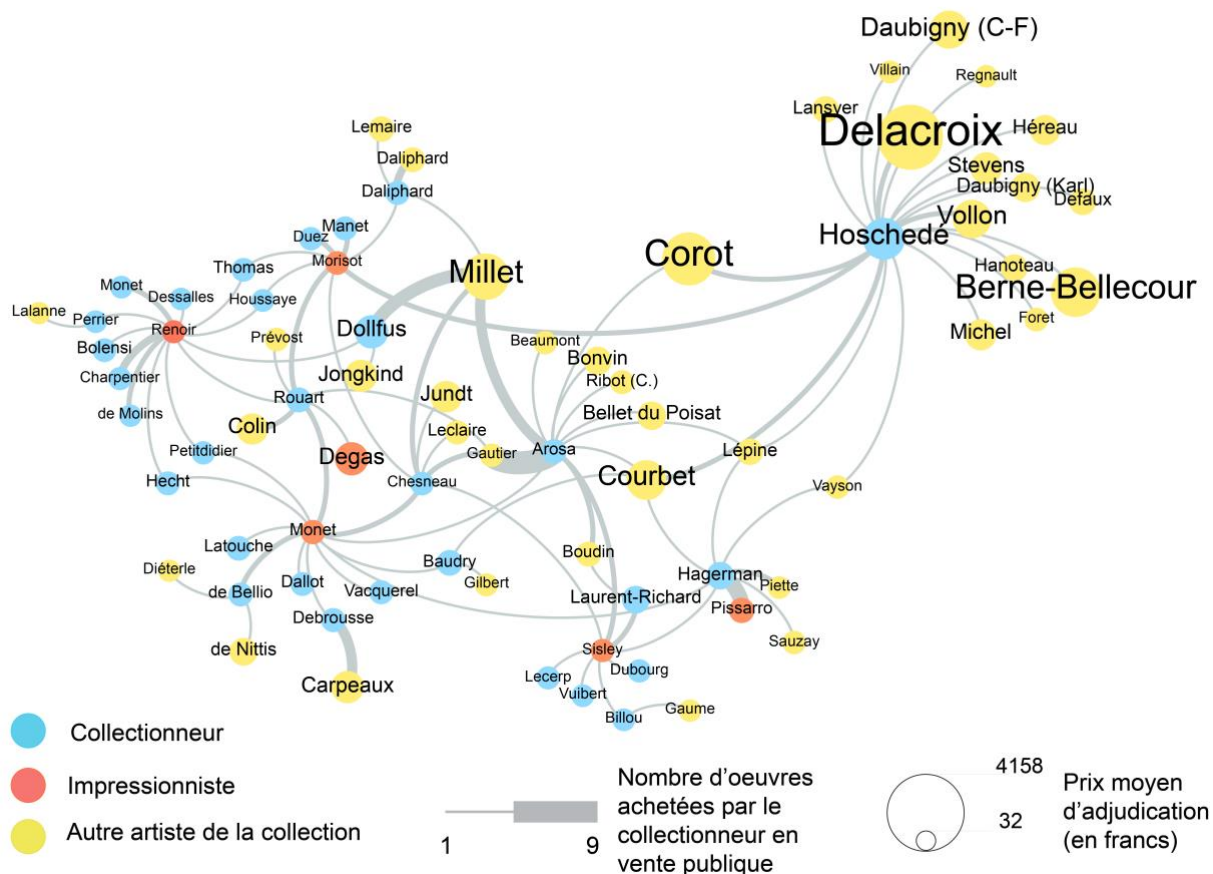 Daubigny (C-F)
Villain
Regnault
Lansyer
Delacroix
Héreau
Lemaire
Daliphard
Stevens
Daliphard
Daubigny (Karl)
Defaux
Vollon
Manet
Duez
Hoschedé
Morisot
Corot
Thomas
Millet
Hanoteau
Monet
Dessalles
Houssaye
Berne-Bellecour
Lalanne
Perrier
Renoir
Prévost
Dollfus
Foret
Michel
Bolensi
Beaumont
Bonvin
Charpentier
Jongkind
Ribot (C.)
Rouart
Jundt
de Molins
Bellet du Poisat
Colin
Leclaire
Petitdidier
Degas
Gautier
Arosa
Lépine
Hecht
Chesneau
Courbet
Vayson
Monet
Latouche
Boudin
Diéterle
Baudry
Hagerman
Dallot
Gilbert
Piette
de Bellio
Vacquerel
Laurent-Richard
Pissarro
Debrousse
Sauzay
de Nittis
Sisley
Dubourg
Lecerp
Carpeaux
Vuibert
Billou
Gaume
Collectionneur
Impressionniste
Autre artiste de la collection
1
9
Nombre d'oeuvres
achetées par le
collectionneur en
vente publique
4158
32
Prix moyen
d'adjudication
(en francs)